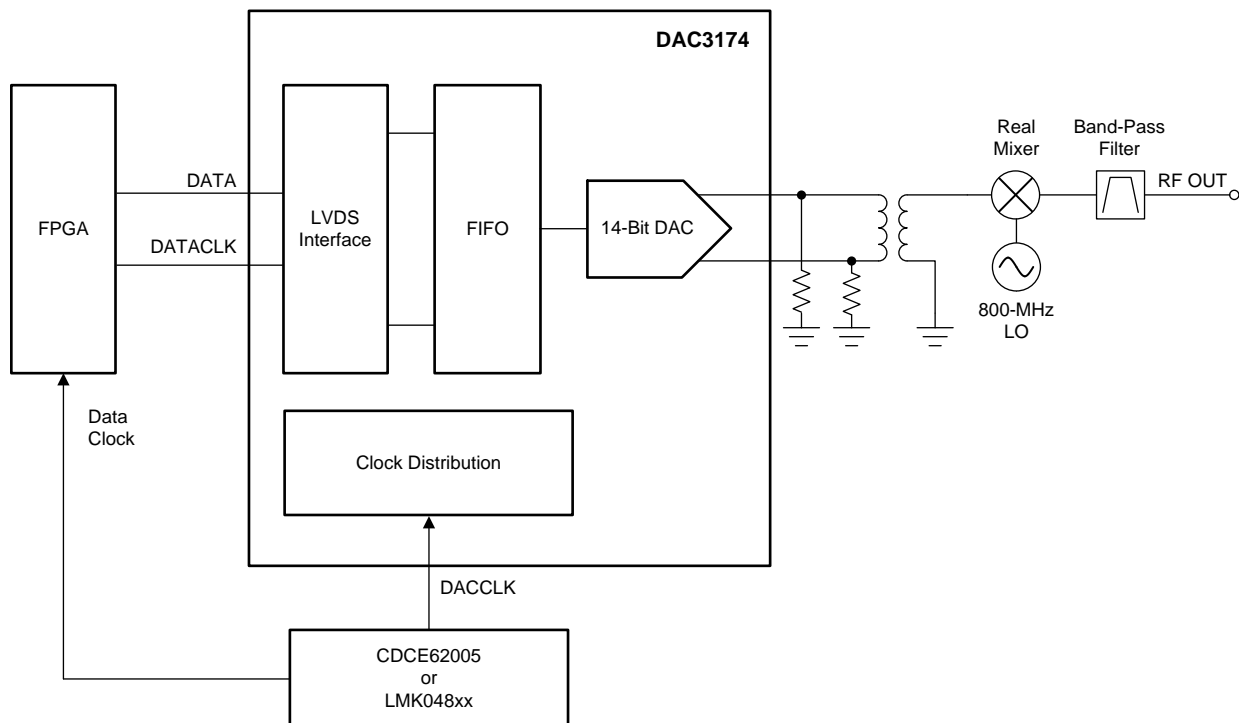 DAC3174
FPGA
DATA
DATACLK
LVDS
Interface
FIFO
14-Bit DAC
Real
Mixer
Band-Pass
Filter
RF OUT
800-MHz
LO
Data
Clock
Clock Distribution
DACCLK
CDCE62005
or
LMK048xx